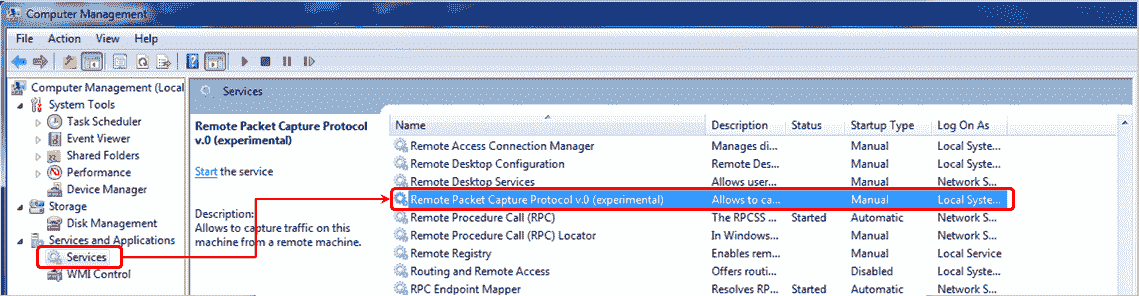 Computer Management
File Action View Help
Computer Management (Local
System Tools
Task Scheduler
Event Viewer
Shared Folders
Performance
Device Manager
Storage
Disk Management
Services and Applications
Services
WMI Control
Services
Remote Packet Capture Protocol
v.0 (experimental)
Start the service
Description:
Allows to capture traffic on this
machine from a remote machine.
Name Description Status Startup Type Log On As
Remote Access Connection Manager Manages di... Manual Local Syste...
Remote Desktop Configuration Remote Des... Manual Local Syste...
Remote Desktop Services Allows user... Manual Network S...
Remote Packet Capture Protocol v.0 (experimental) Allows to ca... Manual Local Syste...
Remote Procedure Call (RPC) The RPCSS ... Started Automatic Network S...
Remote Procedure Call (RPC) Locator In Windows... Manual Network S...
Remote Registry Enables rem... Manual Local Service
Routing and Remote Access Offers routi... Disabled Local Syste...
RPC Endpoint Mapper Resolves RP... Started Automatic Network S...